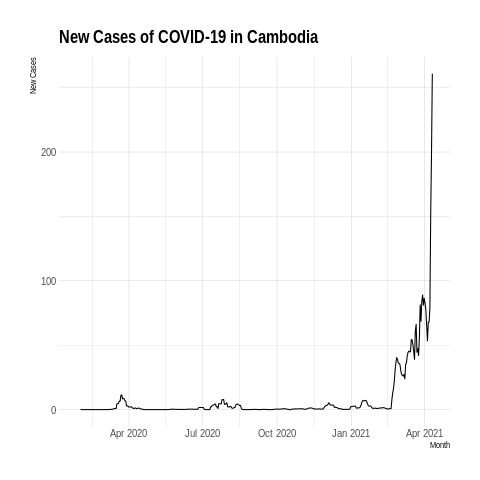 New Cases of COVID-19 in Cambodia
New Cases
200
100
0
Apr 2020 Jul 2020 Oct 2020 Jan 2021 Apr 2021
Month